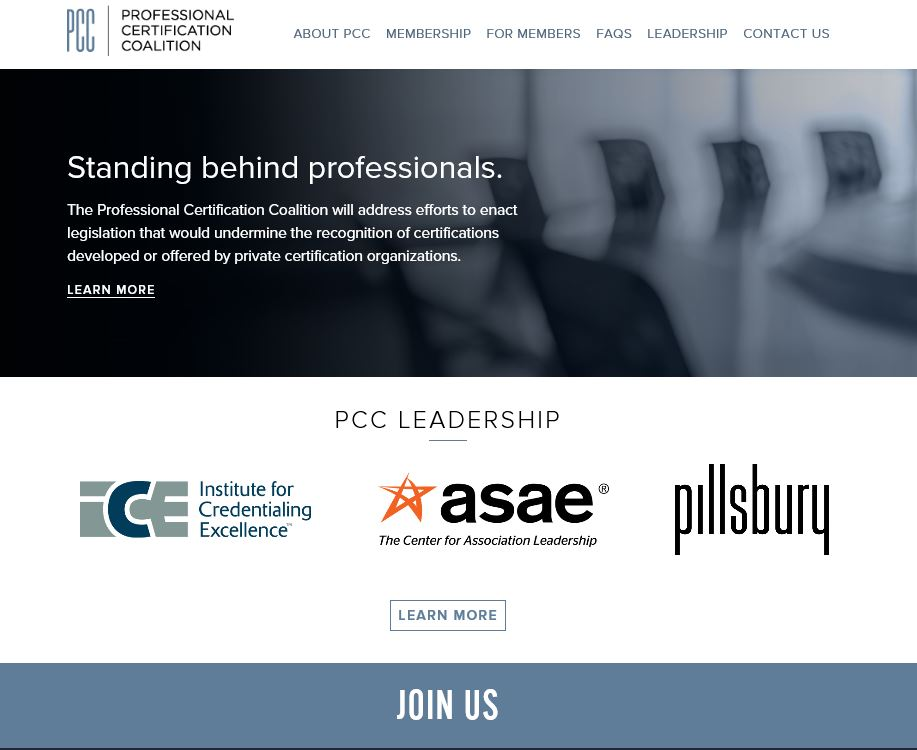 PCC
PROFESSIONAL
CERTIFICATION
COALITION
ABOUT PCC MEMBERSHIP FOR MEMBERS FAQS LEADERSHIP CONTACT US
Standing behind professionals.
The Professional Certification Coalition will address efforts to enact
legislation that would undermine the recognition of certifications
developed or offered by private certification organizations.
LEARN MORE
PCC LEADERSHIP
ICE
Institute for
Credentialing
Excellence™
asae®
The Center for Association Leadership
pillsbury
LEARN MORE
JOIN US